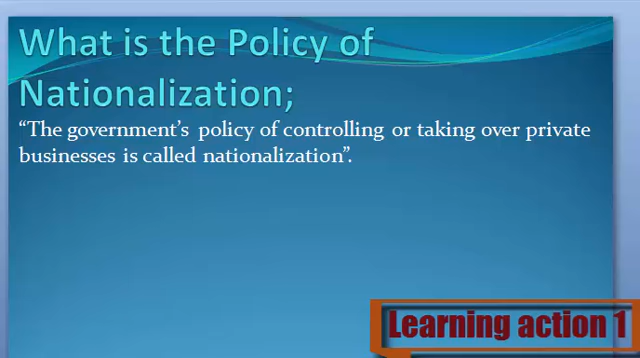 What is the Policy of
Nationalization;
“The government’s policy of controlling or taking over private
businesses is called nationalization”.
Learning action 1